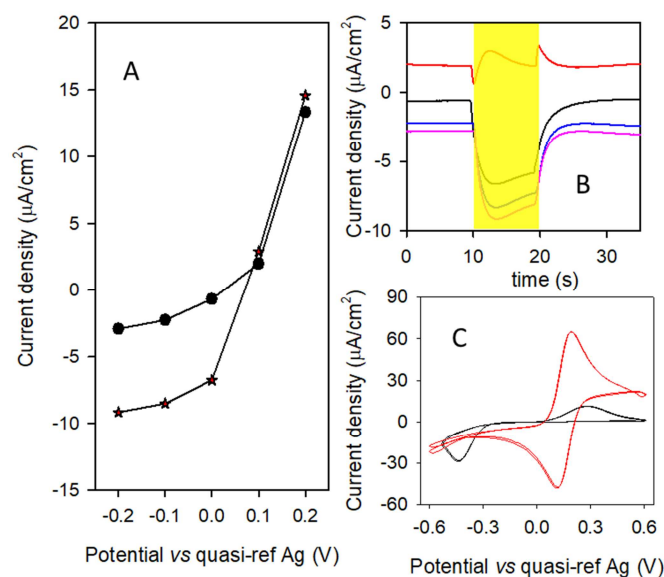 20
15
10
5
0
-5
-10
-15
Current density (μA/cm²)
A
-0.2 -0.1 0.0 0.1 0.2
Potential vs quasi-ref Ag (V)
5
0
-5
-10
Current density (μA/cm²)
B
0 10 20 30
time (s)
90
60
30
0
-30
-60
Current density (μA/cm²)
C
-0.6 -0.3 0.0 0.3 0.6
Potential vs quasi-ref Ag (V)